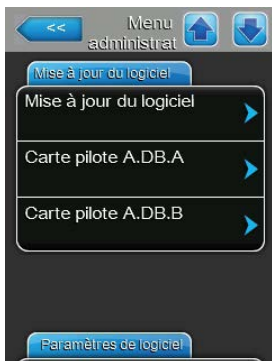 << Menu
administrat
Mise à jour du logiciel
Mise à jour du logiciel
Carte pilote A.DB.A
Carte pilote A.DB.B
Paramètres de logiciel